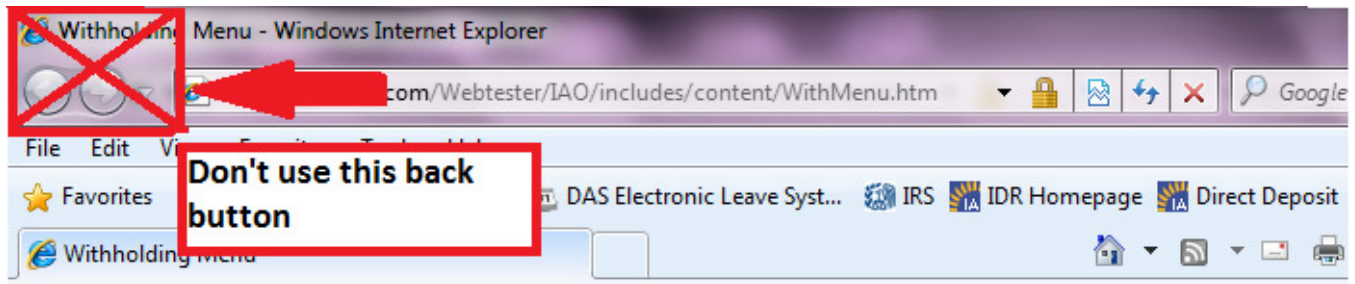 Withholding Menu - Windows Internet Explorer
com/Webtester/IAO/includes/content/WithMenu.htm Google
File Edit
Don't use this back
button
Favorites DAS Electronic Leave Syst... IRS IDR Homepage Direct Deposit
Withholding Menu